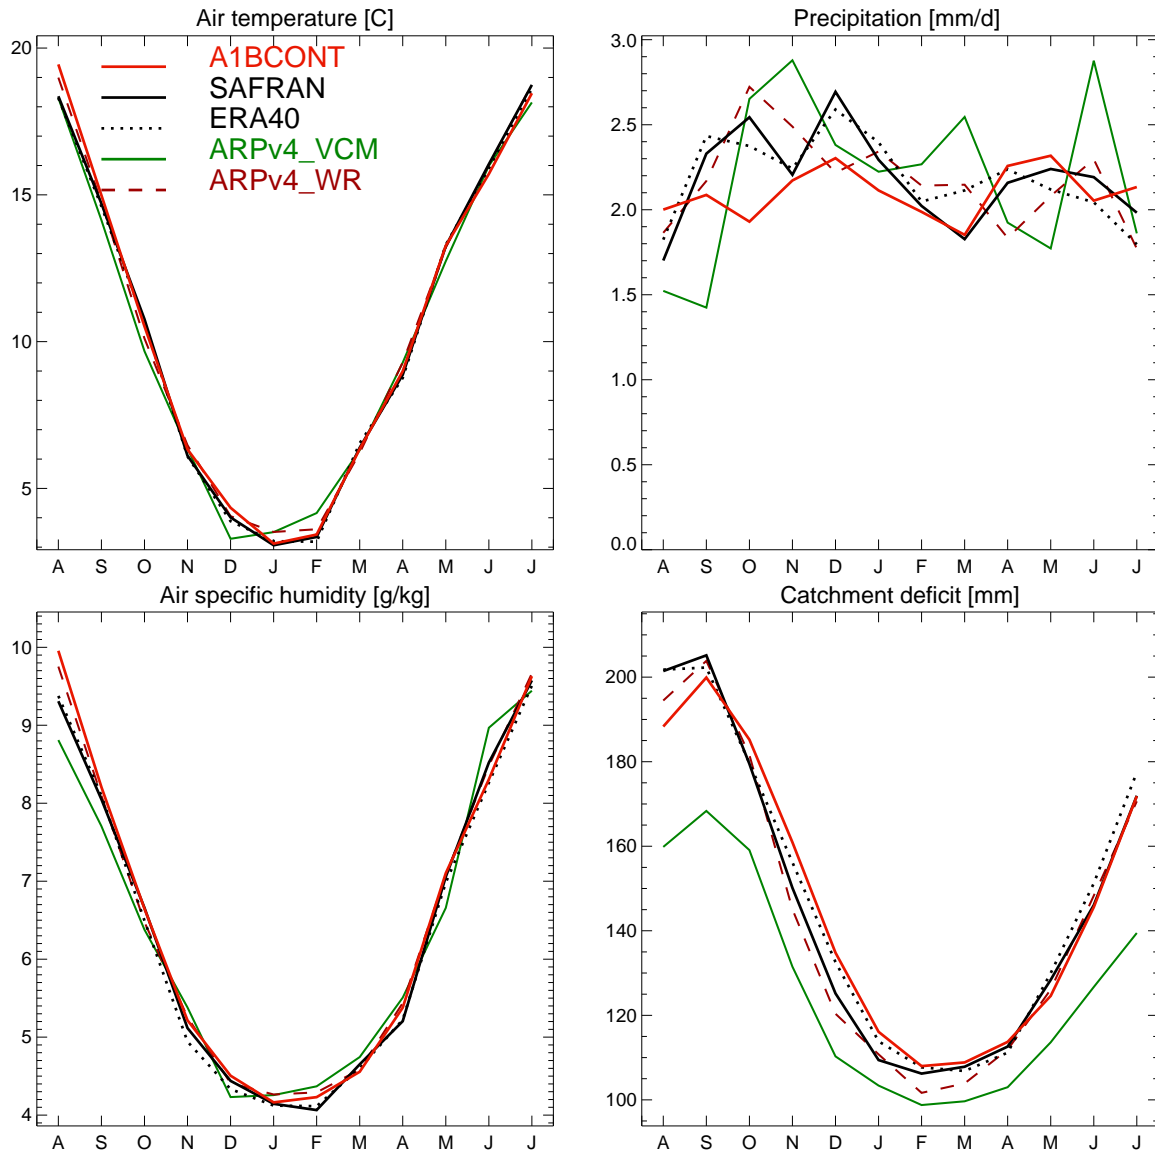 Air temperature [C]
20
15
10
5
A1BCONT
SAFRAN
ERA40
ARPv4_VCM
ARPv4_WR
A S O N D J F M A M J J
Precipitation [mm/d]
3.0
2.5
2.0
1.5
1.0
0.5
0.0
A S O N D J F M A M J J
Air specific humidity [g/kg]
10
9
8
7
6
5
4
A S O N D J F M A M J J
Catchment deficit [mm]
200
180
160
140
120
100
A S O N D J F M A M J J